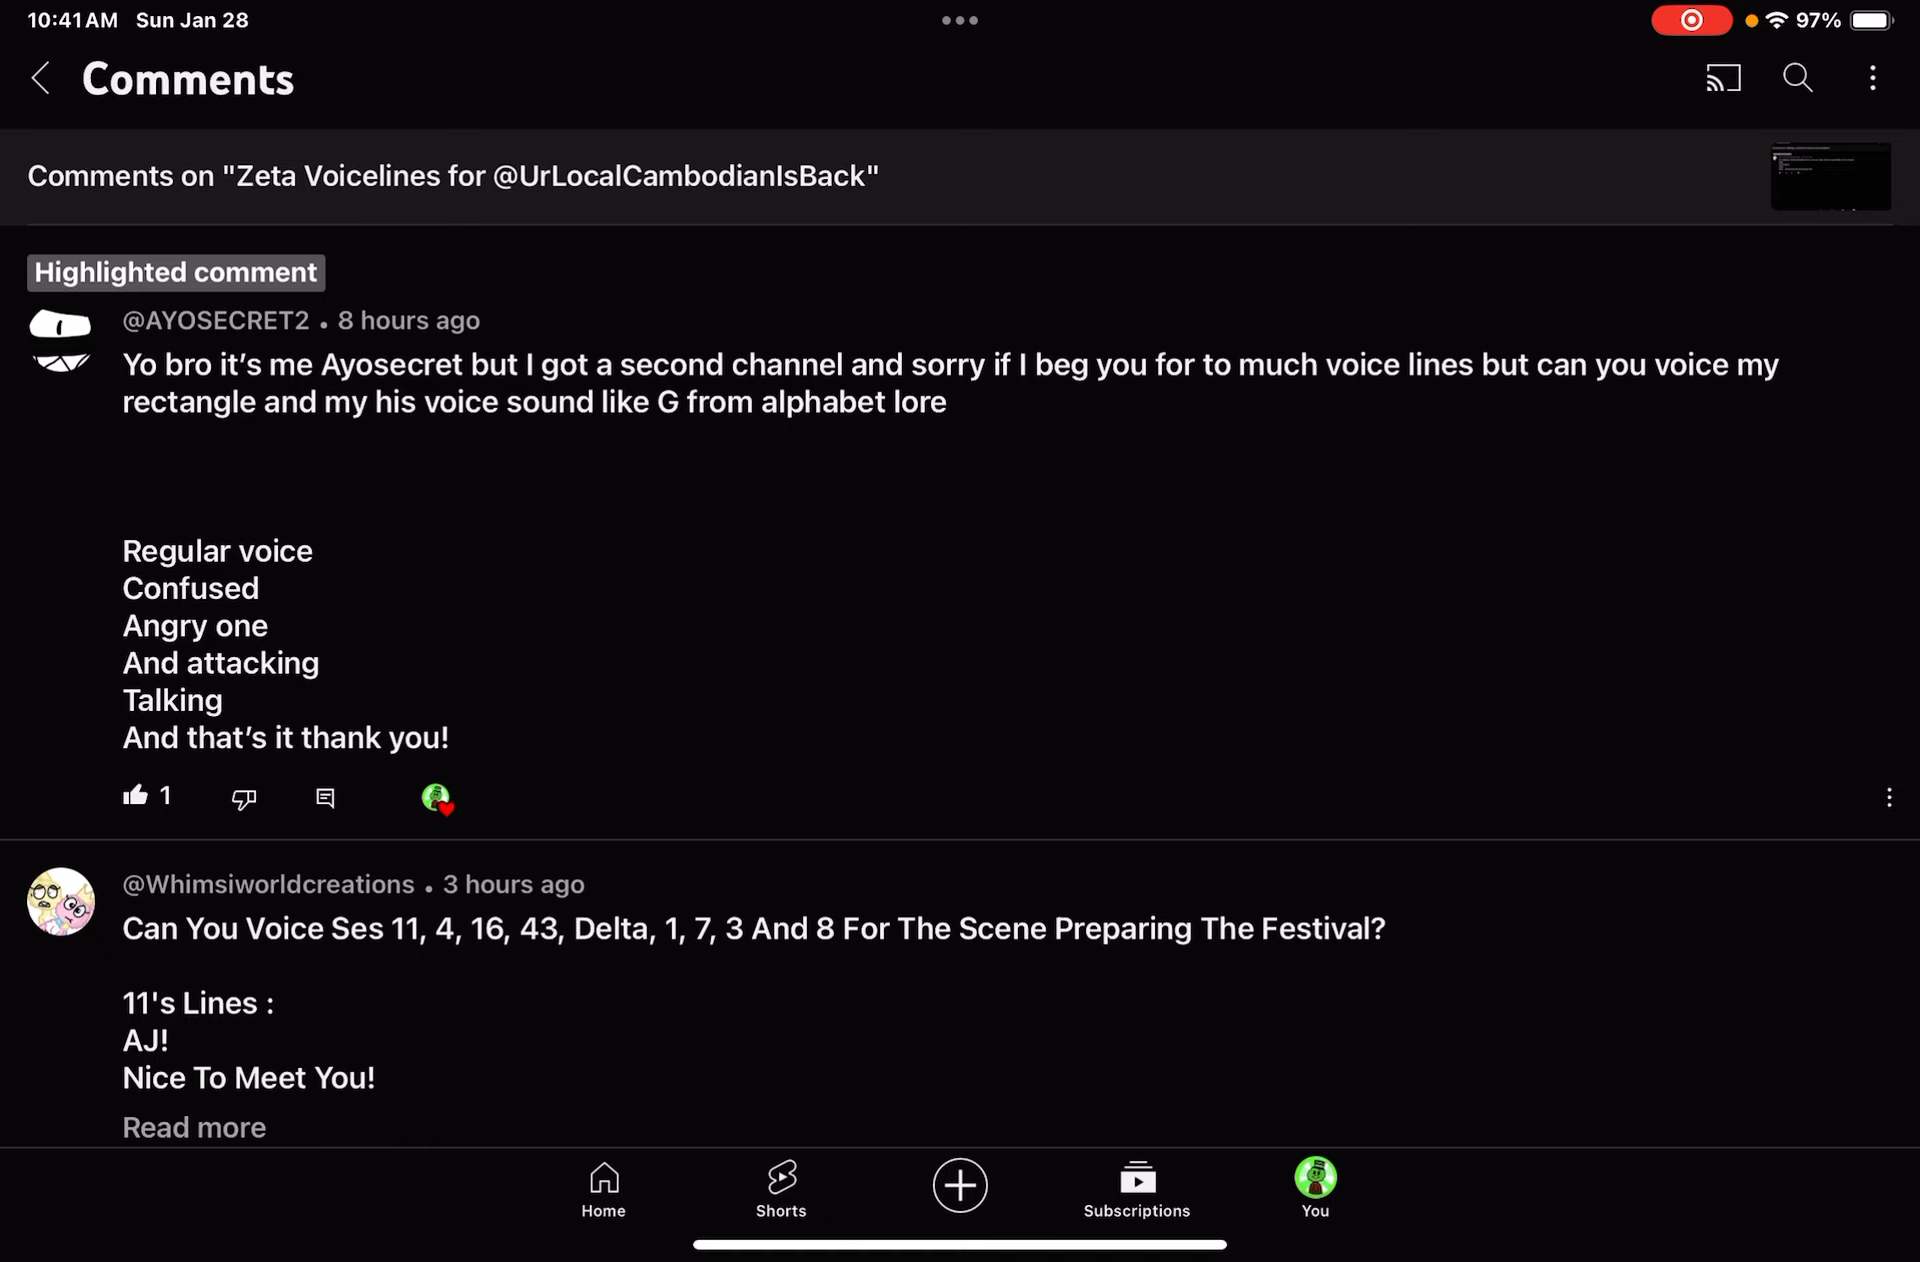 10:41 AM Sun Jan 28
97%
Comments
Comments on "Zeta Voicelines for @UrLocalCambodianIsBack"
Highlighted comment
@AYOSECRET2 . 8 hours ago
Yo bro it’s me Ayosecret but I got a second channel and sorry if I beg you for to much voice lines but can you voice my
rectangle and my his voice sound like G from alphabet lore
Regular voice
Confused
Angry one
And attacking
Talking
And that’s it thank you!
1
@Whimsiworldcreations . 3 hours ago
Can You Voice Ses 11, 4, 16, 43, Delta, 1, 7, 3 And 8 For The Scene Preparing The Festival?
11's Lines :
AJ!
Nice To Meet You!
Read more
Home
Shorts
Subscriptions
You